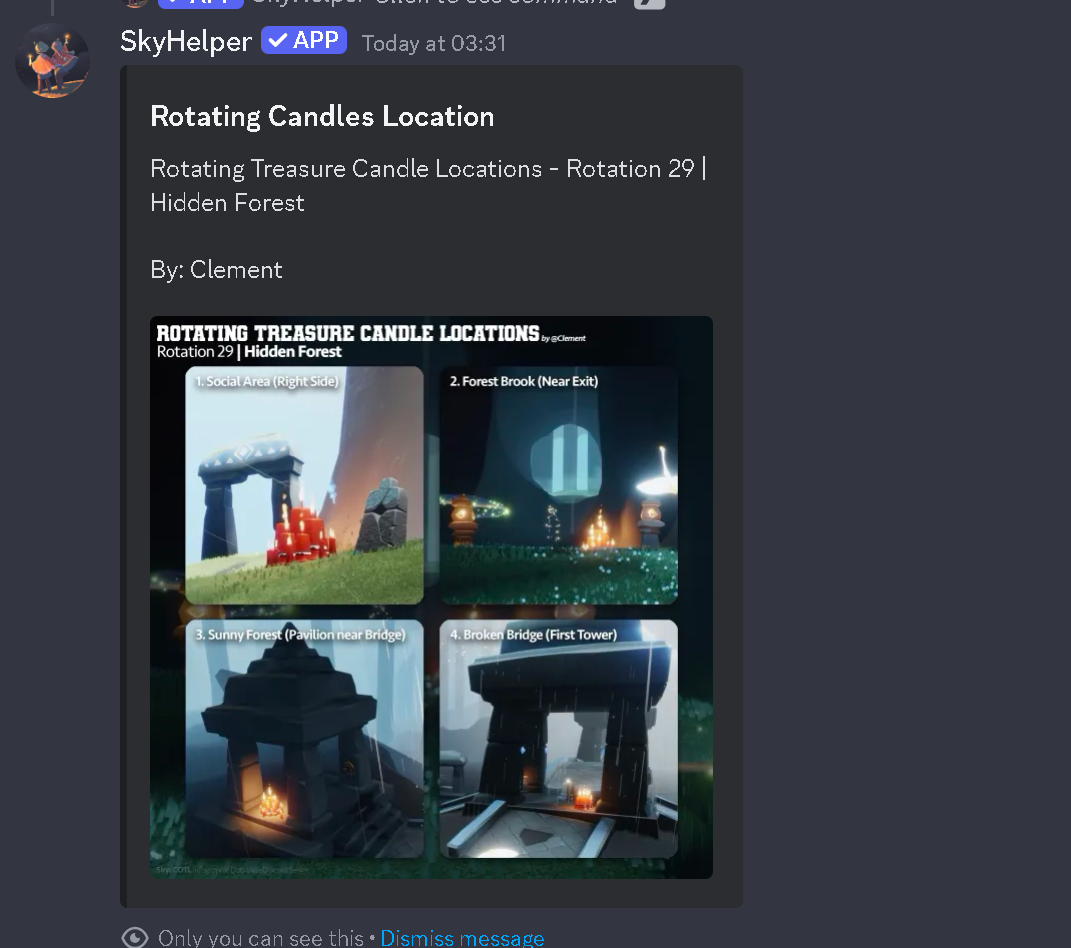 SkyHelper ✓ APP Today at 03:31
Rotating Candles Location
Rotating Treasure Candle Locations - Rotation 29 |
Hidden Forest
By: Clement
ROTATING TREASURE CANDLE LOCATIONS by @Clement
Rotation 29 | Hidden Forest
1. Social Area (Right Side)
2. Forest Brook (Near Exit)
3. Sunny Forest (Pavilion near Bridge)
4. Broken Bridge (First Tower)
Only you can see this • Dismiss message